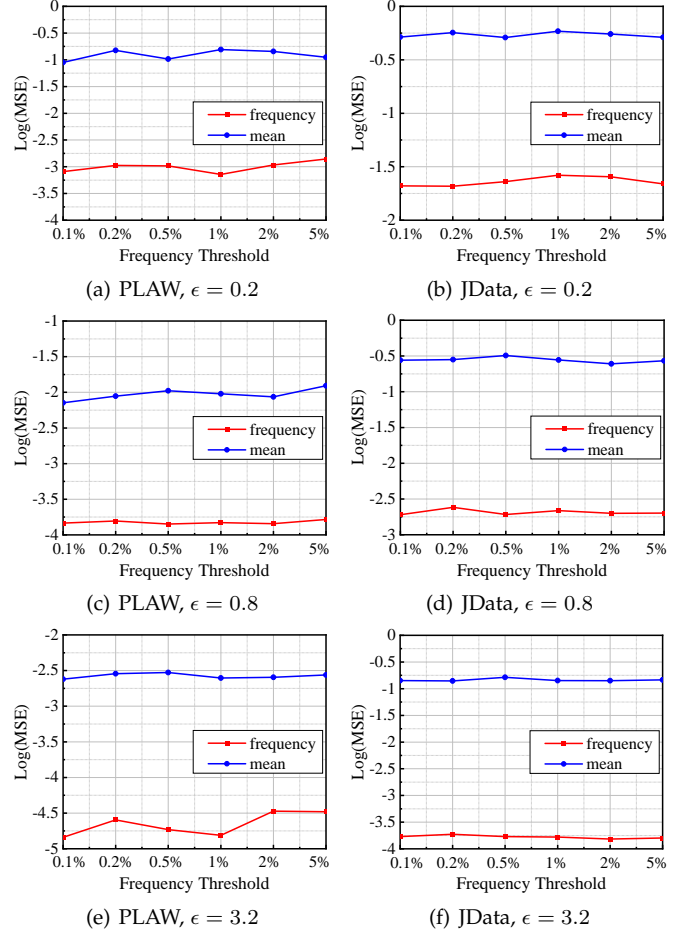 0
-0.5
-1
-1.5
-2
-2.5
-3
-3.5
-4
Log(MSE)
frequency
mean
0.1% 0.2% 0.5% 1% 2% 5%
Frequency Threshold
(a) PLAW, ϵ = 0.2
0
-0.5
-1
-1.5
-2
Log(MSE)
frequency
mean
0.1% 0.2% 0.5% 1% 2% 5%
Frequency Threshold
(b) JData, ϵ = 0.2
-1
-1.5
-2
-2.5
-3
-3.5
-4
Log(MSE)
frequency
mean
0.1% 0.2% 0.5% 1% 2% 5%
Frequency Threshold
(c) PLAW, ϵ = 0.8
0
-0.5
-1
-1.5
-2
-2.5
-3
Log(MSE)
frequency
mean
0.1% 0.2% 0.5% 1% 2% 5%
Frequency Threshold
(d) JData, ϵ = 0.8
-2
-2.5
-3
-3.5
-4
-4.5
-5
Log(MSE)
frequency
mean
0.1% 0.2% 0.5% 1% 2% 5%
Frequency Threshold
(e) PLAW, ϵ = 3.2
0
-0.5
-1
-1.5
-2
-2.5
-3
-3.5
-4
Log(MSE)
frequency
mean
0.1% 0.2% 0.5% 1% 2% 5%
Frequency Threshold
(f) JData, ϵ = 3.2